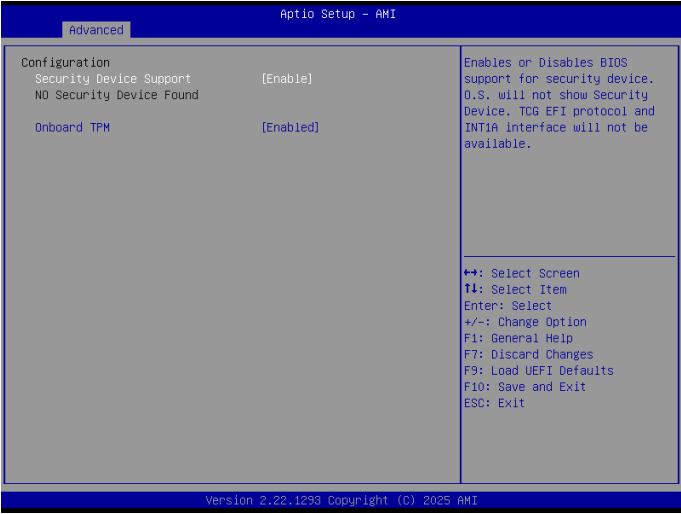 Aptio Setup - AMI
Advanced
Configuration
Security Device Support [Enable]
NO Security Device Found
Onboard TPM [Enabled]
Enables or Disables BIOS
support for security device.
O.S. will not show Security
Device. TCG EFI protocol and
INT1A interface will not be
available.
↔: Select Screen
↑↓: Select Item
Enter: Select
+/-: Change Option
F1: General Help
F7: Discard Changes
F9: Load UEFI Defaults
F10: Save and Exit
ESC: Exit
Version 2.22.1293 Copyright (C) 2025 AMI